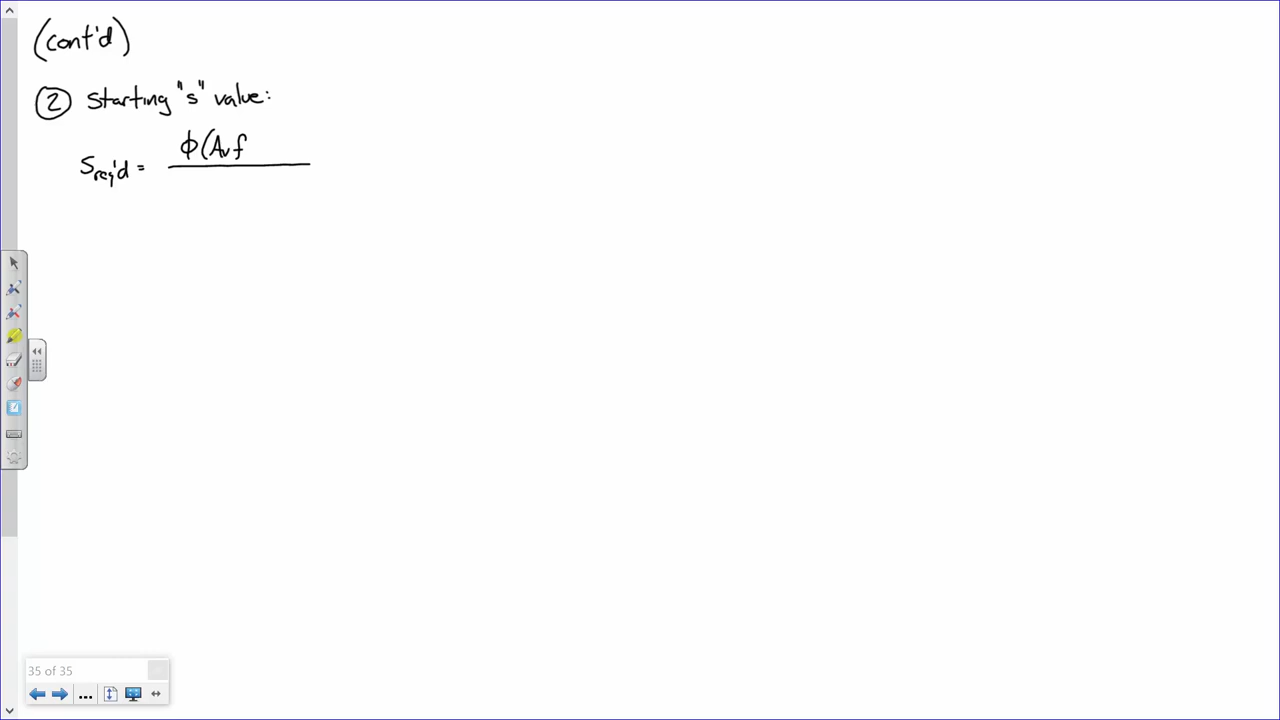 (cont'd)
② Starting "s" value:
Φ(Avf
Sreq'd =
35 of 35
...